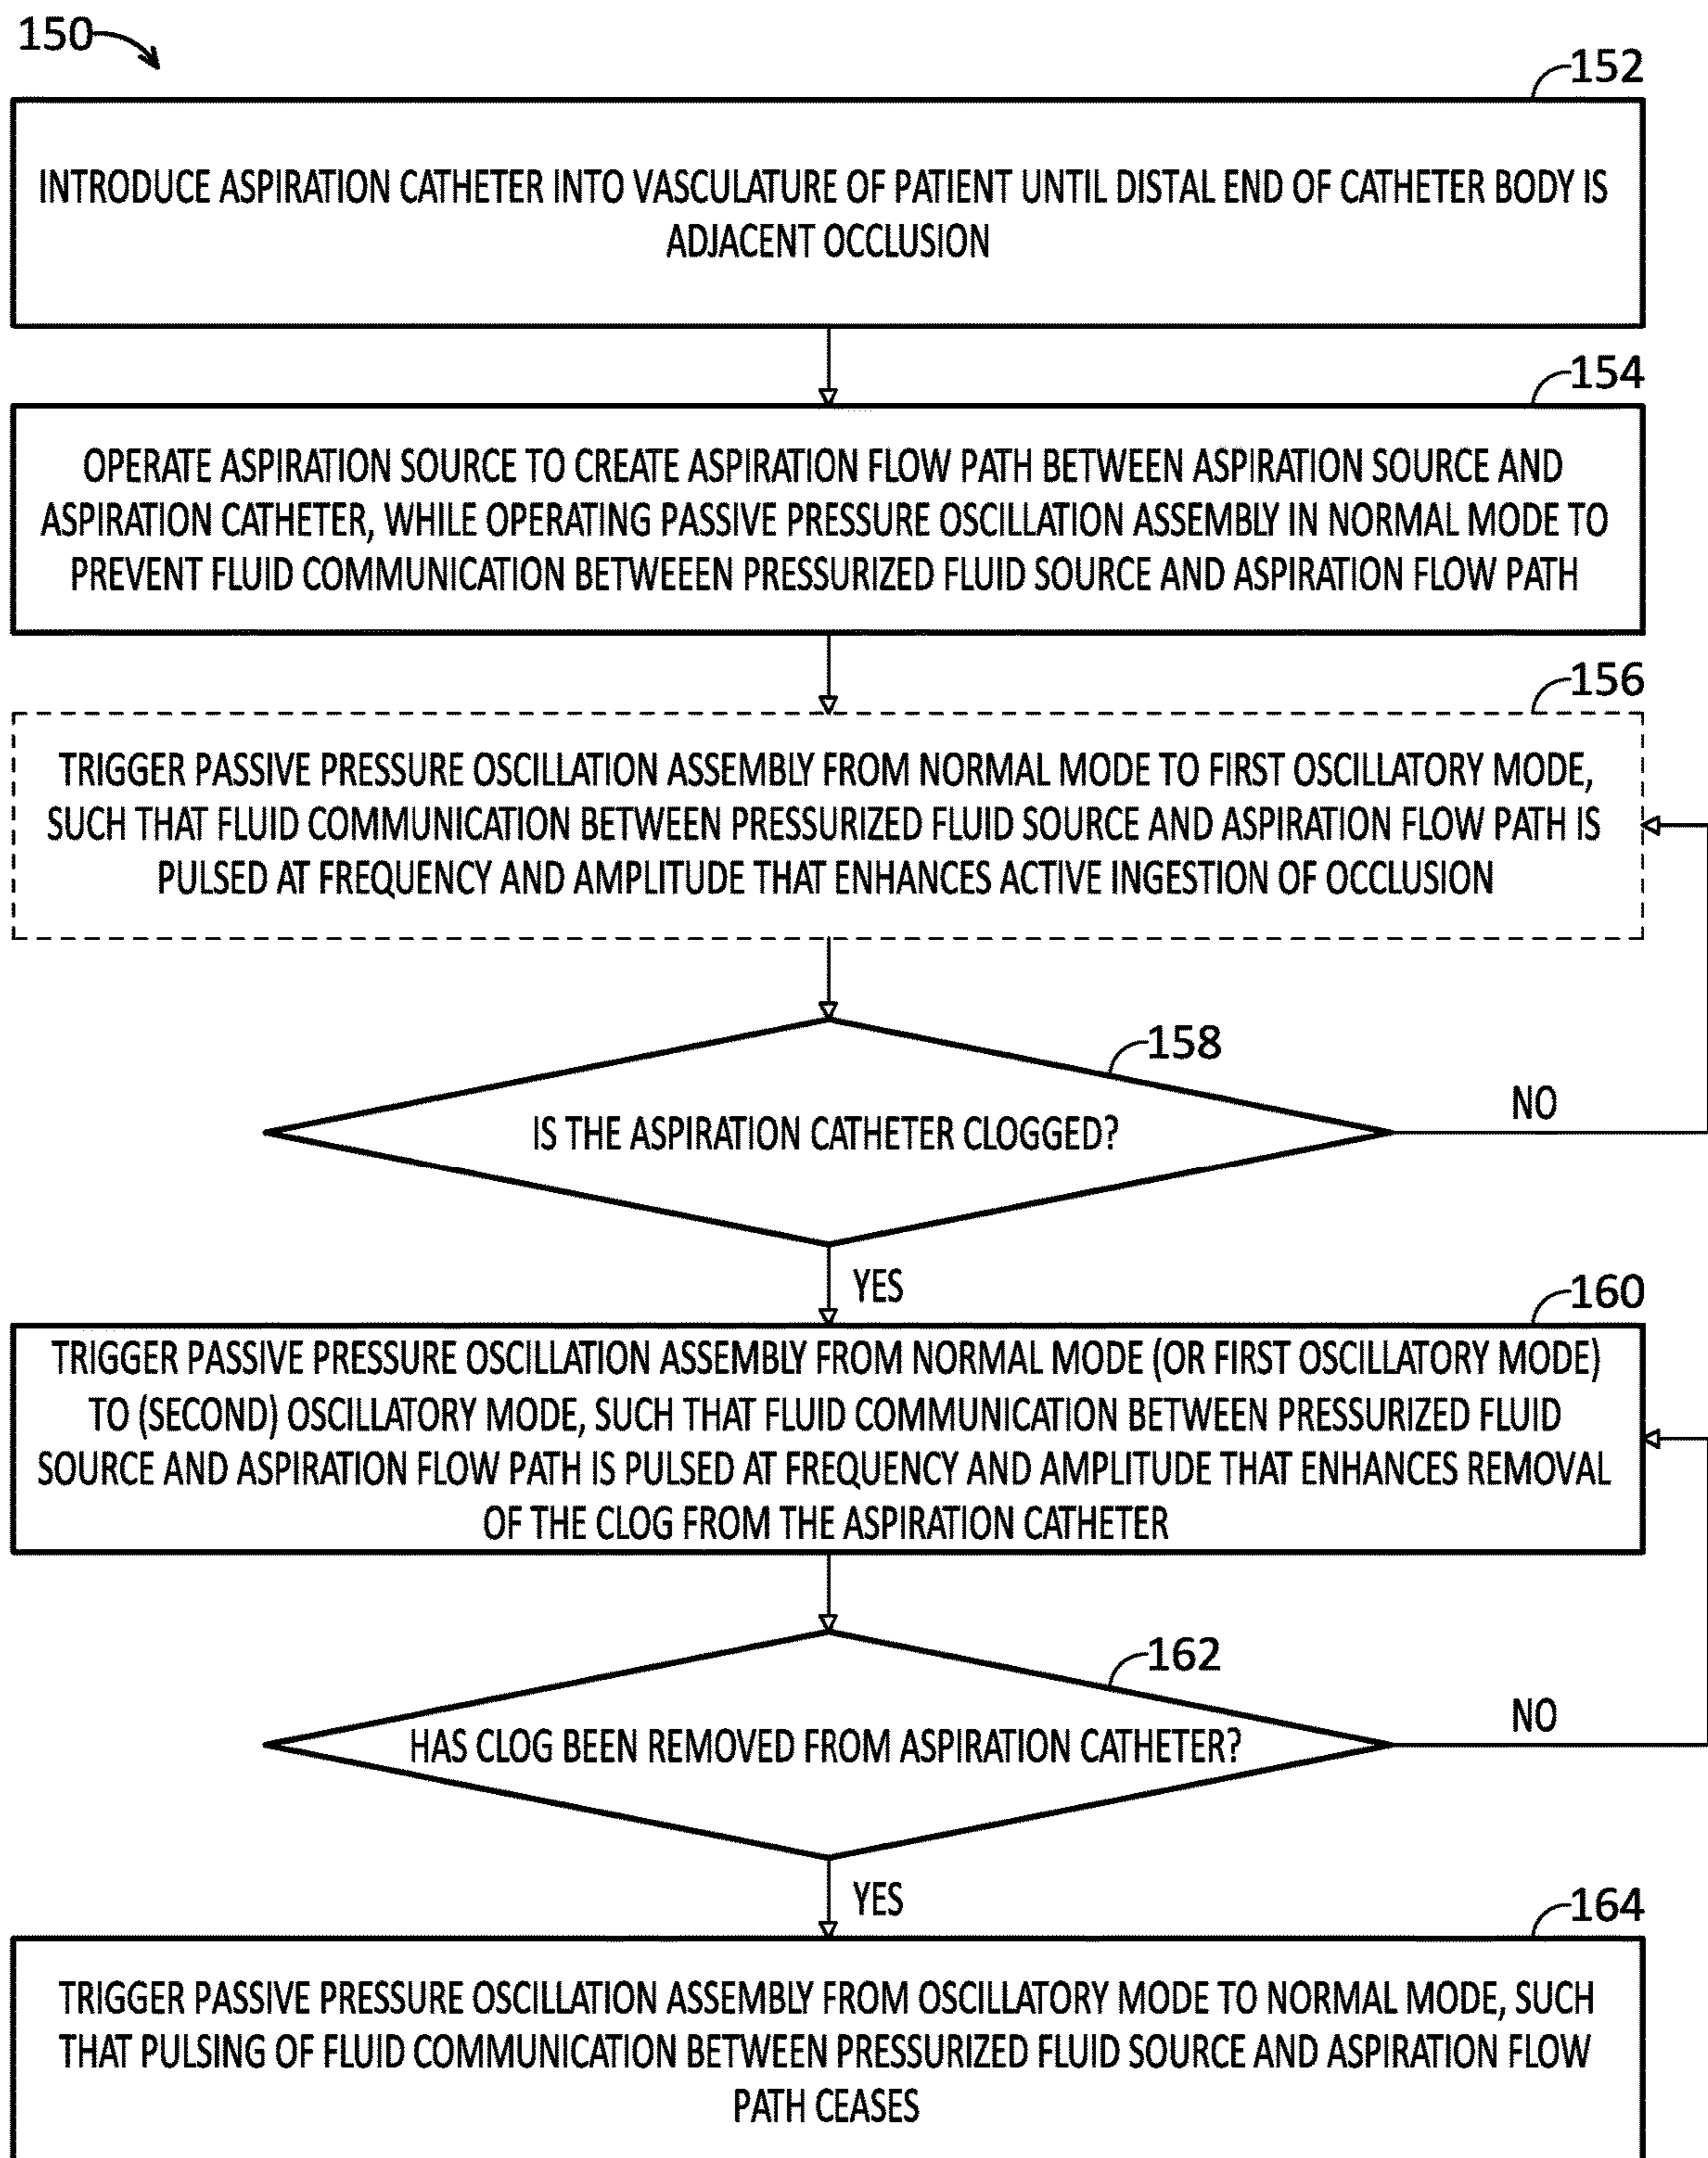 150
152
INTRODUCE ASPIRATION CATHETER INTO VASCULATURE OF PATIENT UNTIL DISTAL END OF CATHETER BODY IS
ADJACENT OCCLUSION
154
OPERATE ASPIRATION SOURCE TO CREATE ASPIRATION FLOW PATH BETWEEN ASPIRATION SOURCE AND
ASPIRATION CATHETER, WHILE OPERATING PASSIVE PRESSURE OSCILLATION ASSEMBLY IN NORMAL MODE TO
PREVENT FLUID COMMUNICATION BETWEEEN PRESSURIZED FLUID SOURCE AND ASPIRATION FLOW PATH
156
TRIGGER PASSIVE PRESSURE OSCILLATION ASSEMBLY FROM NORMAL MODE TO FIRST OSCILLATORY MODE,
SUCH THAT FLUID COMMUNICATION BETWEEN PRESSURIZED FLUID SOURCE AND ASPIRATION FLOW PATH IS
PULSED AT FREQUENCY AND AMPLITUDE THAT ENHANCES ACTIVE INGESTION OF OCCLUSION
158
IS THE ASPIRATION CATHETER CLOGGED?
NO
YES
160
TRIGGER PASSIVE PRESSURE OSCILLATION ASSEMBLY FROM NORMAL MODE (OR FIRST OSCILLATORY MODE)
TO (SECOND) OSCILLATORY MODE, SUCH THAT FLUID COMMUNICATION BETWEEN PRESSURIZED FLUID
SOURCE AND ASPIRATION FLOW PATH IS PULSED AT FREQUENCY AND AMPLITUDE THAT ENHANCES REMOVAL
OF THE CLOG FROM THE ASPIRATION CATHETER
162
HAS CLOG BEEN REMOVED FROM ASPIRATION CATHETER?
NO
YES
164
TRIGGER PASSIVE PRESSURE OSCILLATION ASSEMBLY FROM OSCILLATORY MODE TO NORMAL MODE, SUCH
THAT PULSING OF FLUID COMMUNICATION BETWEEN PRESSURIZED FLUID SOURCE AND ASPIRATION FLOW
PATH CEASES